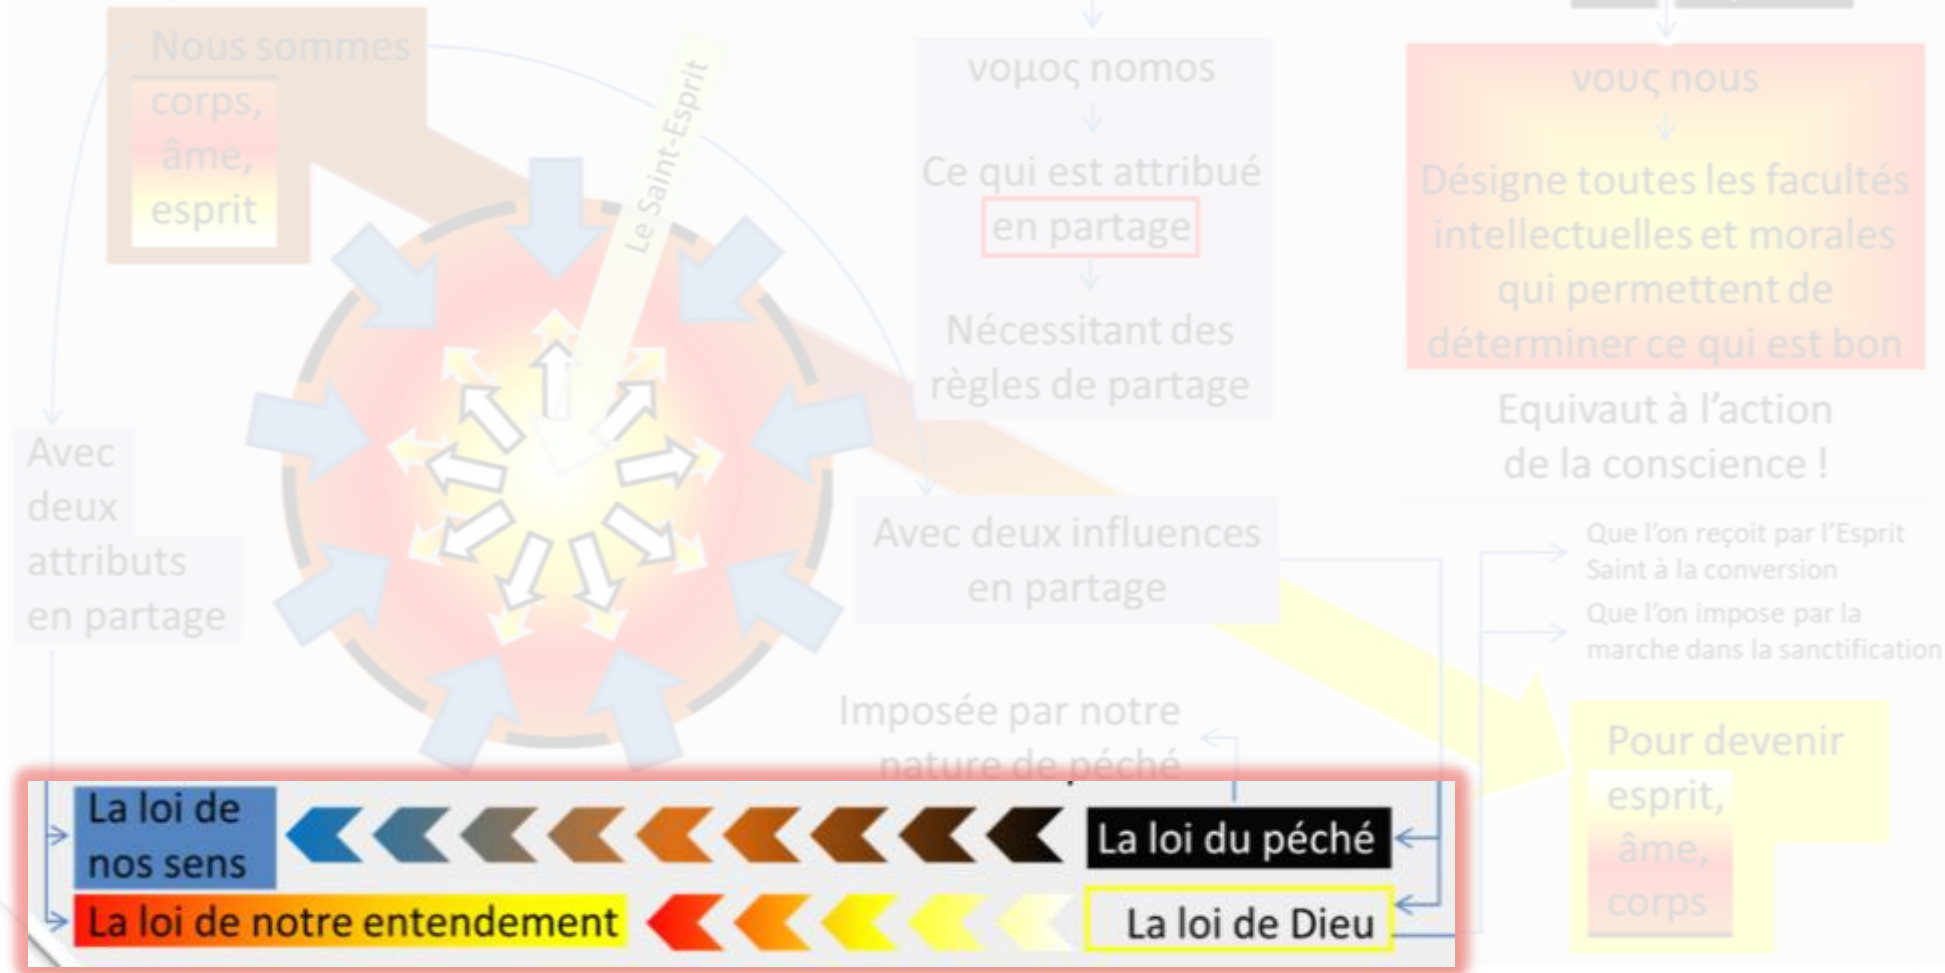 Nous sommes
corps,
âme,
esprit
Le Saint-Esprit
νομος nomos
Ce qui est attribué
en partage
Nécessitant des
règles de partage
νους nous
Désigne toutes les facultés
intellectuelles et morales
qui permettent de
déterminer ce qui est bon
Equivaut à l'action
de la conscience !
Avec
deux
attributs
en partage
Avec deux influences
en partage
Que l'on reçoit par l'Esprit
Saint à la conversion
Que l'on impose par la
marche dans la sanctification
Imposée par notre
nature de péché
Pour devenir
esprit,
âme,
corps
La loi de
nos sens
La loi du péché
La loi de notre entendement
La loi de Dieu